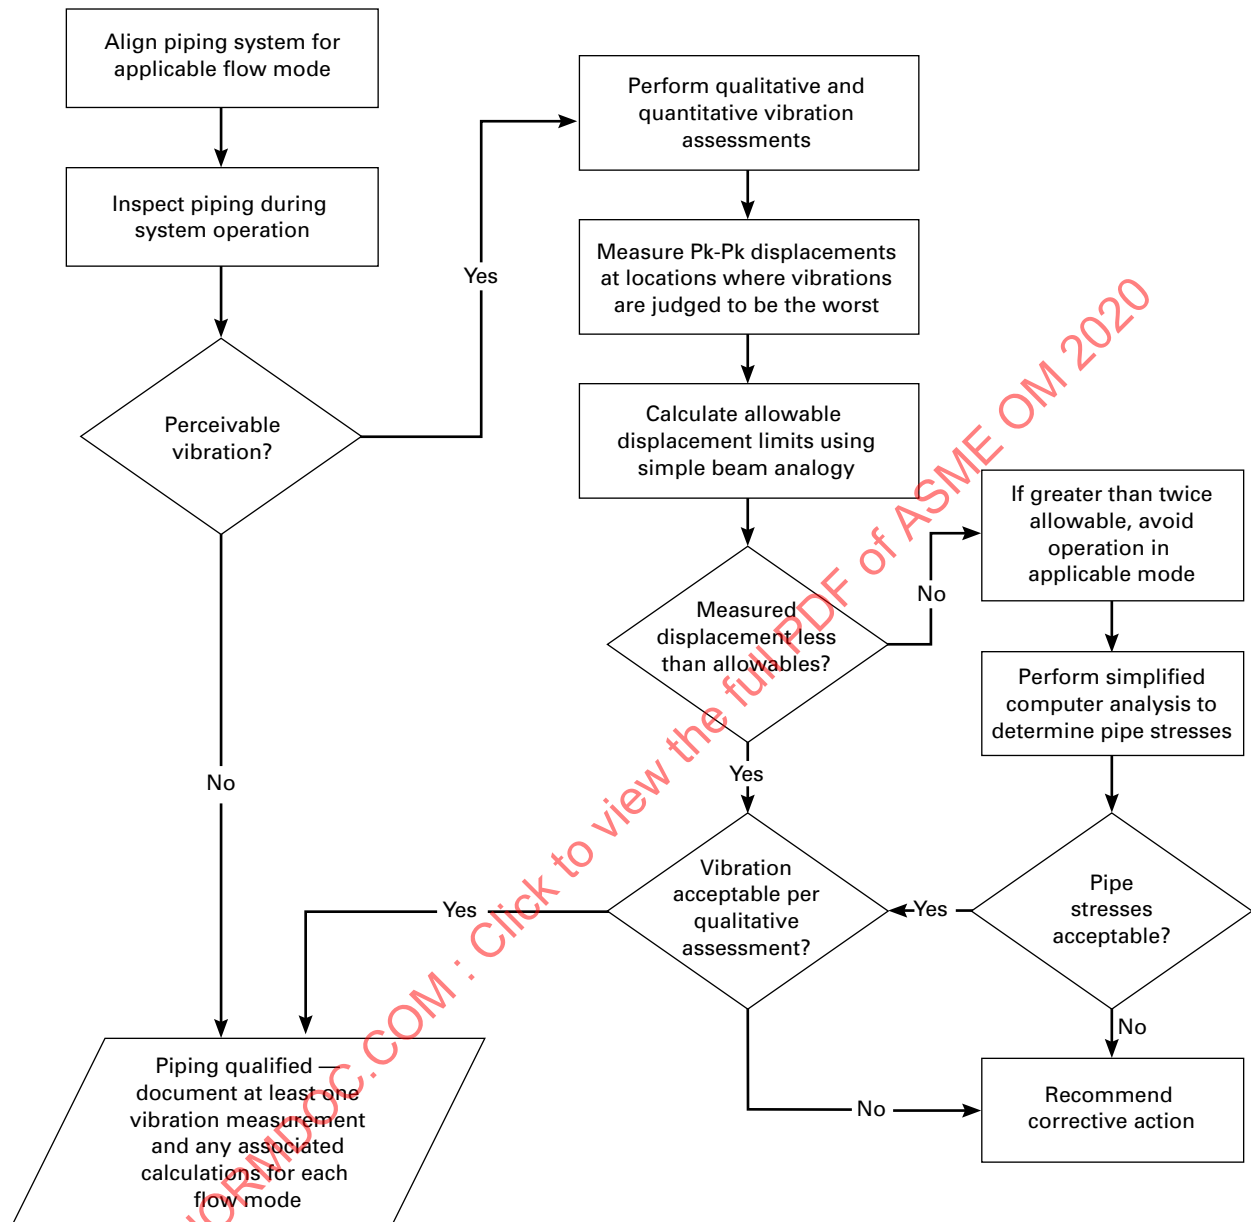 Align piping system for
applicable flow mode
Inspect piping during
system operation
Perceivable
vibration?
Yes
No
Perform qualitative and
quantitative vibration
assessments
Measure Pk-Pk displacements
at locations where vibrations
are judged to be the worst
Calculate allowable
displacement limits using
simple beam analogy
Measured
displacement less
than allowables?
No
Yes
If greater than twice
allowable, avoid
operation in
applicable mode
Perform simplified
computer analysis to
determine pipe stresses
Pipe
stresses
acceptable?
Yes
No
Vibration
acceptable per
qualitative
assessment?
Yes
No
Recommend
corrective action
Piping qualified —
document at least one
vibration measurement
and any associated
calculations for each
flow mode
NORMDOC.COM : Click to view the full PDF of ASME OM 2020